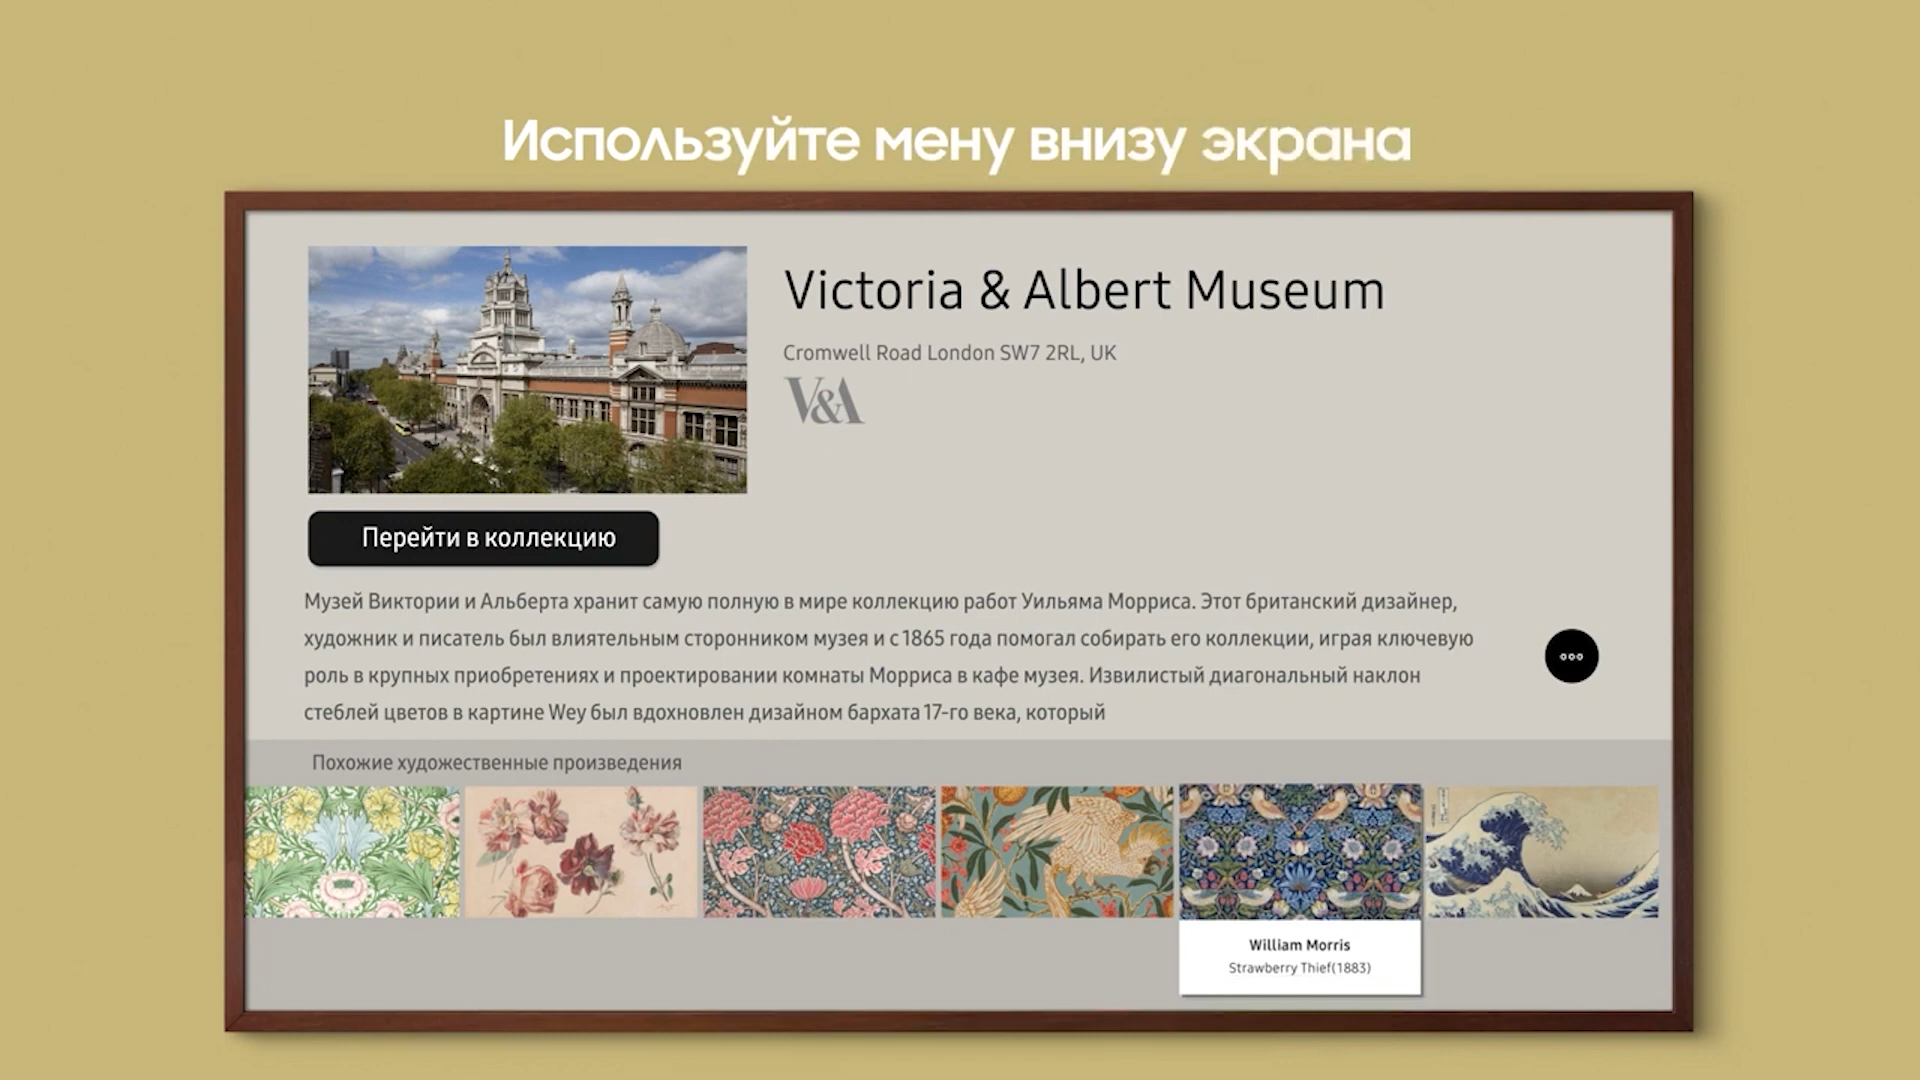 Используйте мену внизу экрана
Victoria & Albert Museum
Cromwell Road London SW7 2RL, UK
V&A
Перейти в коллекцию
Музей Виктории и Альберта хранит самую полную в мире коллекцию работ Уильяма Морриса. Этот британский дизайнер,
художник и писатель был влиятельным сторонником музея и с 1865 года помогал собирать его коллекции, играя ключевую
роль в крупных приобретениях и проектировании комнаты Морриса в кафе музея. Извилистый диагональный наклон
стеблей цветов в картине Wey был вдохновлен дизайном бархата 17-го века, который
Похожие художественные произведения
William Morris
Strawberry Thief(1883)